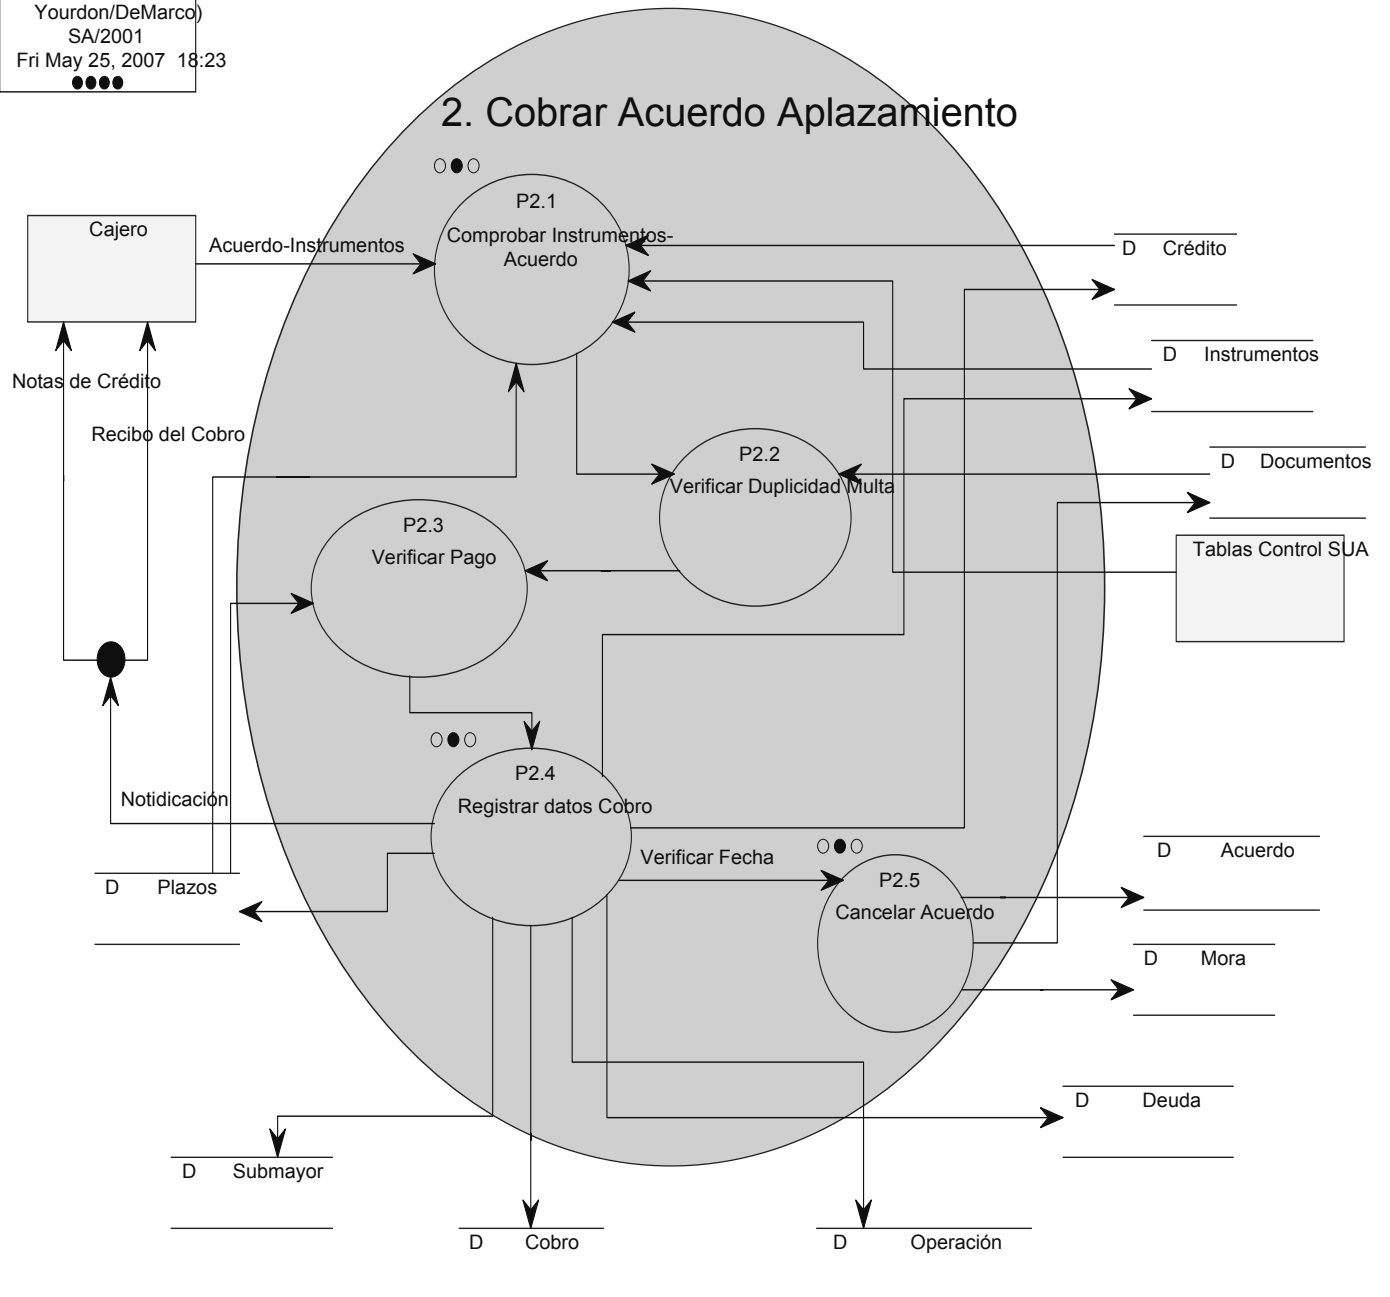 Yourdon/DeMarco)
SA/2001
Fri May 25, 2007 18:23
2. Cobrar Acuerdo Aplazamiento
P2.1
Comprobar Instrumentos-
Acuerdo
Cajero
Acuerdo-Instrumentos
D Crédito
D Instrumentos
Notas de Crédito
Recibo del Cobro
P2.2
Verificar Duplicidad Multa
D Documentos
P2.3
Verificar Pago
Tablas Control SUA
P2.4
Registrar datos Cobro
Notidicación
Verificar Fecha
D Acuerdo
P2.5
Cancelar Acuerdo
D Plazos
D Mora
D Deuda
D Submayor
D Cobro
D Operación